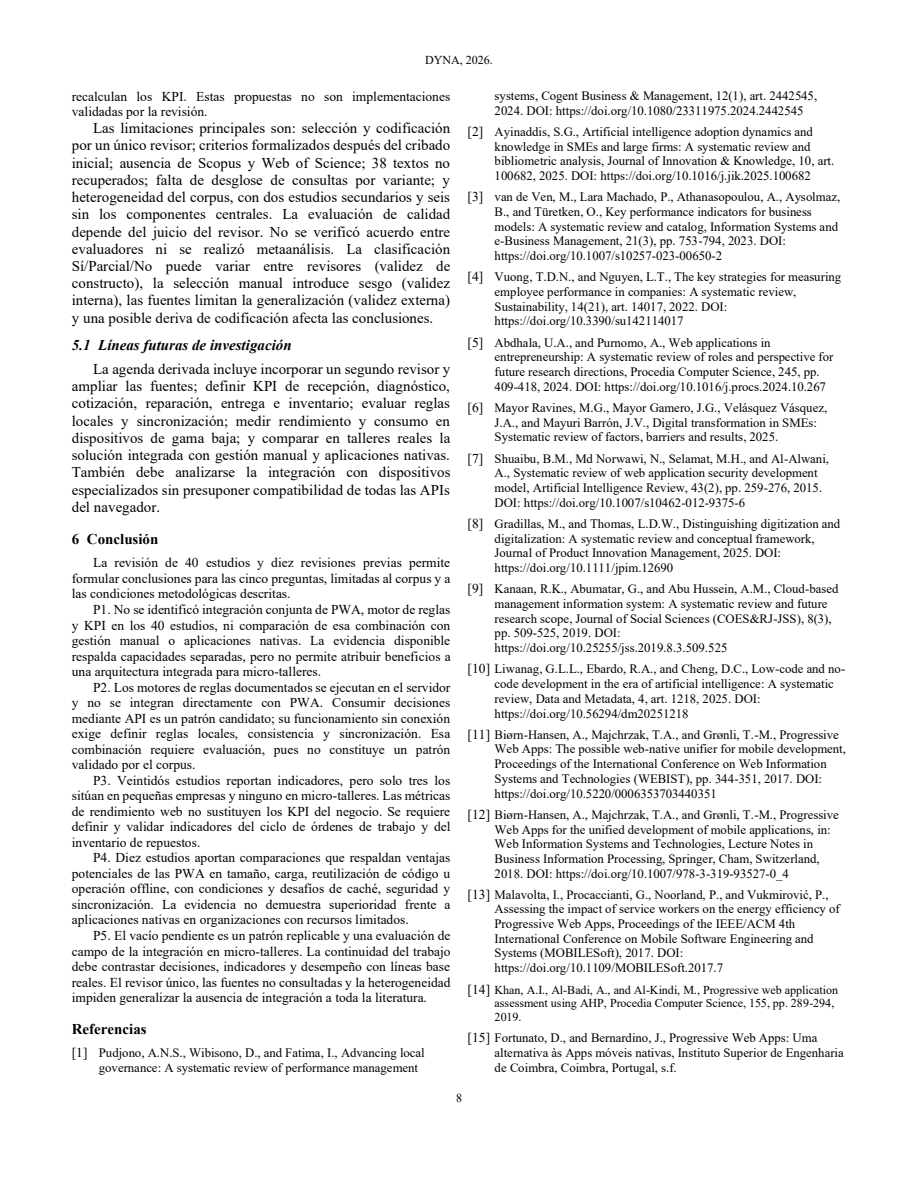 DYNA, 2026.
recalculan los KPI. Estas propuestas no son implementaciones
validadas por la revisión.
Las limitaciones principales son: selección y codificación
por un único revisor; criterios formalizados después del cribado
inicial; ausencia de Scopus y Web of Science; 38 textos no
recuperados; falta de desglose de consultas por variante; y
heterogeneidad del corpus, con dos estudios secundarios y seis
sin los componentes centrales. La evaluación de calidad
depende del juicio del revisor. No se verificó acuerdo entre
evaluadores ni se realizó metaanálisis. La clasificación
Sí/Parcial/No puede variar entre revisores (validez de
constructo), la selección manual introduce sesgo (validez
interna), las fuentes limitan la generalización (validez externa)
y una posible deriva de codificación afecta las conclusiones.
5.1 Líneas futuras de investigación
La agenda derivada incluye incorporar un segundo revisor y
ampliar las fuentes; definir KPI de recepción, diagnóstico,
cotización, reparación, entrega e inventario; evaluar reglas
locales y sincronización; medir rendimiento y consumo en
dispositivos de gama baja; y comparar en talleres reales la
solución integrada con gestión manual y aplicaciones nativas.
También debe analizarse la integración con dispositivos
especializados sin presuponer compatibilidad de todas las APIs
del navegador.
6 Conclusión
La revisión de 40 estudios y diez revisiones previas permite
formular conclusiones para las cinco preguntas, limitadas al corpus y a
las condiciones metodológicas descritas.
P1. No se identificó integración conjunta de PWA, motor de reglas
y KPI en los 40 estudios, ni comparación de esa combinación con
gestión manual o aplicaciones nativas. La evidencia disponible
respalda capacidades separadas, pero no permite atribuir beneficios a
una arquitectura integrada para micro-talleres.
P2. Los motores de reglas documentados se ejecutan en el servidor
y no se integran directamente con PWA. Consumir decisiones
mediante API es un patrón candidato; su funcionamiento sin conexión
exige definir reglas locales, consistencia y sincronización. Esa
combinación requiere evaluación, pues no constituye un patrón
validado por el corpus.
P3. Veintidós estudios reportan indicadores, pero solo tres los
sitúan en pequeñas empresas y ninguno en micro-talleres. Las métricas
de rendimiento web no sustituyen los KPI del negocio. Se requiere
definir y validar indicadores del ciclo de órdenes de trabajo y del
inventario de repuestos.
P4. Diez estudios aportan comparaciones que respaldan ventajas
potenciales de las PWA en tamaño, carga, reutilización de código u
operación offline, con condiciones y desafíos de caché, seguridad y
sincronización. La evidencia no demuestra superioridad frente a
aplicaciones nativas en organizaciones con recursos limitados.
P5. El vacío pendiente es un patrón replicable y una evaluación de
campo de la integración en micro-talleres. La continuidad del trabajo
debe contrastar decisiones, indicadores y desempeño con líneas base
reales. El revisor único, las fuentes no consultadas y la heterogeneidad
impiden generalizar la ausencia de integración a toda la literatura.
Referencias
[1] Pudjono, A.N.S., Wibisono, D., and Fatima, I., Advancing local
governance: A systematic review of performance management
systems, Cogent Business & Management, 12(1), art. 2442545,
2024. DOI: https://doi.org/10.1080/23311975.2024.2442545
[2] Ayinaddis, S.G., Artificial intelligence adoption dynamics and
knowledge in SMEs and large firms: A systematic review and
bibliometric analysis, Journal of Innovation & Knowledge, 10, art.
100682, 2025. DOI: https://doi.org/10.1016/j.jik.2025.100682
[3] van de Ven, M., Lara Machado, P., Athanasopoulou, A., Aysolmaz,
B., and Türetken, O., Key performance indicators for business
models: A systematic review and catalog, Information Systems and
e-Business Management, 21(3), pp. 753-794, 2023. DOI:
https://doi.org/10.1007/s10257-023-00650-2
[4] Vuong, T.D.N., and Nguyen, L.T., The key strategies for measuring
employee performance in companies: A systematic review,
Sustainability, 14(21), art. 14017, 2022. DOI:
https://doi.org/10.3390/su142114017
[5] Abdhala, U.A., and Purnomo, A., Web applications in
entrepreneurship: A systematic review of roles and perspective for
future research directions, Procedia Computer Science, 245, pp.
409-418, 2024. DOI: https://doi.org/10.1016/j.procs.2024.10.267
[6] Mayor Ravines, M.G., Mayor Gamero, J.G., Velásquez Vásquez,
J.A., and Mayuri Barrón, J.V., Digital transformation in SMEs:
Systematic review of factors, barriers and results, 2025.
[7] Shuaibu, B.M., Md Norwawi, N., Selamat, M.H., and Al-Alwani,
A., Systematic review of web application security development
model, Artificial Intelligence Review, 43(2), pp. 259-276, 2015.
DOI: https://doi.org/10.1007/s10462-012-9375-6
[8] Gradillas, M., and Thomas, L.D.W., Distinguishing digitization and
digitalization: A systematic review and conceptual framework,
Journal of Product Innovation Management, 2025. DOI:
https://doi.org/10.1111/jpim.12690
[9] Kanaan, R.K., Abumatar, G., and Abu Hussein, A.M., Cloud-based
management information system: A systematic review and future
research scope, Journal of Social Sciences (COES&RJ-JSS), 8(3),
pp. 509-525, 2019. DOI:
https://doi.org/10.25255/jss.2019.8.3.509.525
[10] Liwanag, G.L.L., Ebardo, R.A., and Cheng, D.C., Low-code and no-
code development in the era of artificial intelligence: A systematic
review, Data and Metadata, 4, art. 1218, 2025. DOI:
https://doi.org/10.56294/dm20251218
[11] Biørn-Hansen, A., Majchrzak, T.A., and Grønli, T.-M., Progressive
Web Apps: The possible web-native unifier for mobile development,
Proceedings of the International Conference on Web Information
Systems and Technologies (WEBIST), pp. 344-351, 2017. DOI:
https://doi.org/10.5220/0006353703440351
[12] Biørn-Hansen, A., Majchrzak, T.A., and Grønli, T.-M., Progressive
Web Apps for the unified development of mobile applications, in:
Web Information Systems and Technologies, Lecture Notes in
Business Information Processing, Springer, Cham, Switzerland,
2018. DOI: https://doi.org/10.1007/978-3-319-93527-0_4
[13] Malavolta, I., Procaccianti, G., Noorland, P., and Vukmirović, P.,
Assessing the impact of service workers on the energy efficiency of
Progressive Web Apps, Proceedings of the IEEE/ACM 4th
International Conference on Mobile Software Engineering and
Systems (MOBILESoft), 2017. DOI:
https://doi.org/10.1109/MOBILESoft.2017.7
[14] Khan, A.I., Al-Badi, A., and Al-Kindi, M., Progressive web application
assessment using AHP, Procedia Computer Science, 155, pp. 289-294,
2019.
[15] Fortunato, D., and Bernardino, J., Progressive Web Apps: Uma
alternativa às Apps móveis nativas, Instituto Superior de Engenharia
de Coimbra, Coimbra, Portugal, s.f.
8